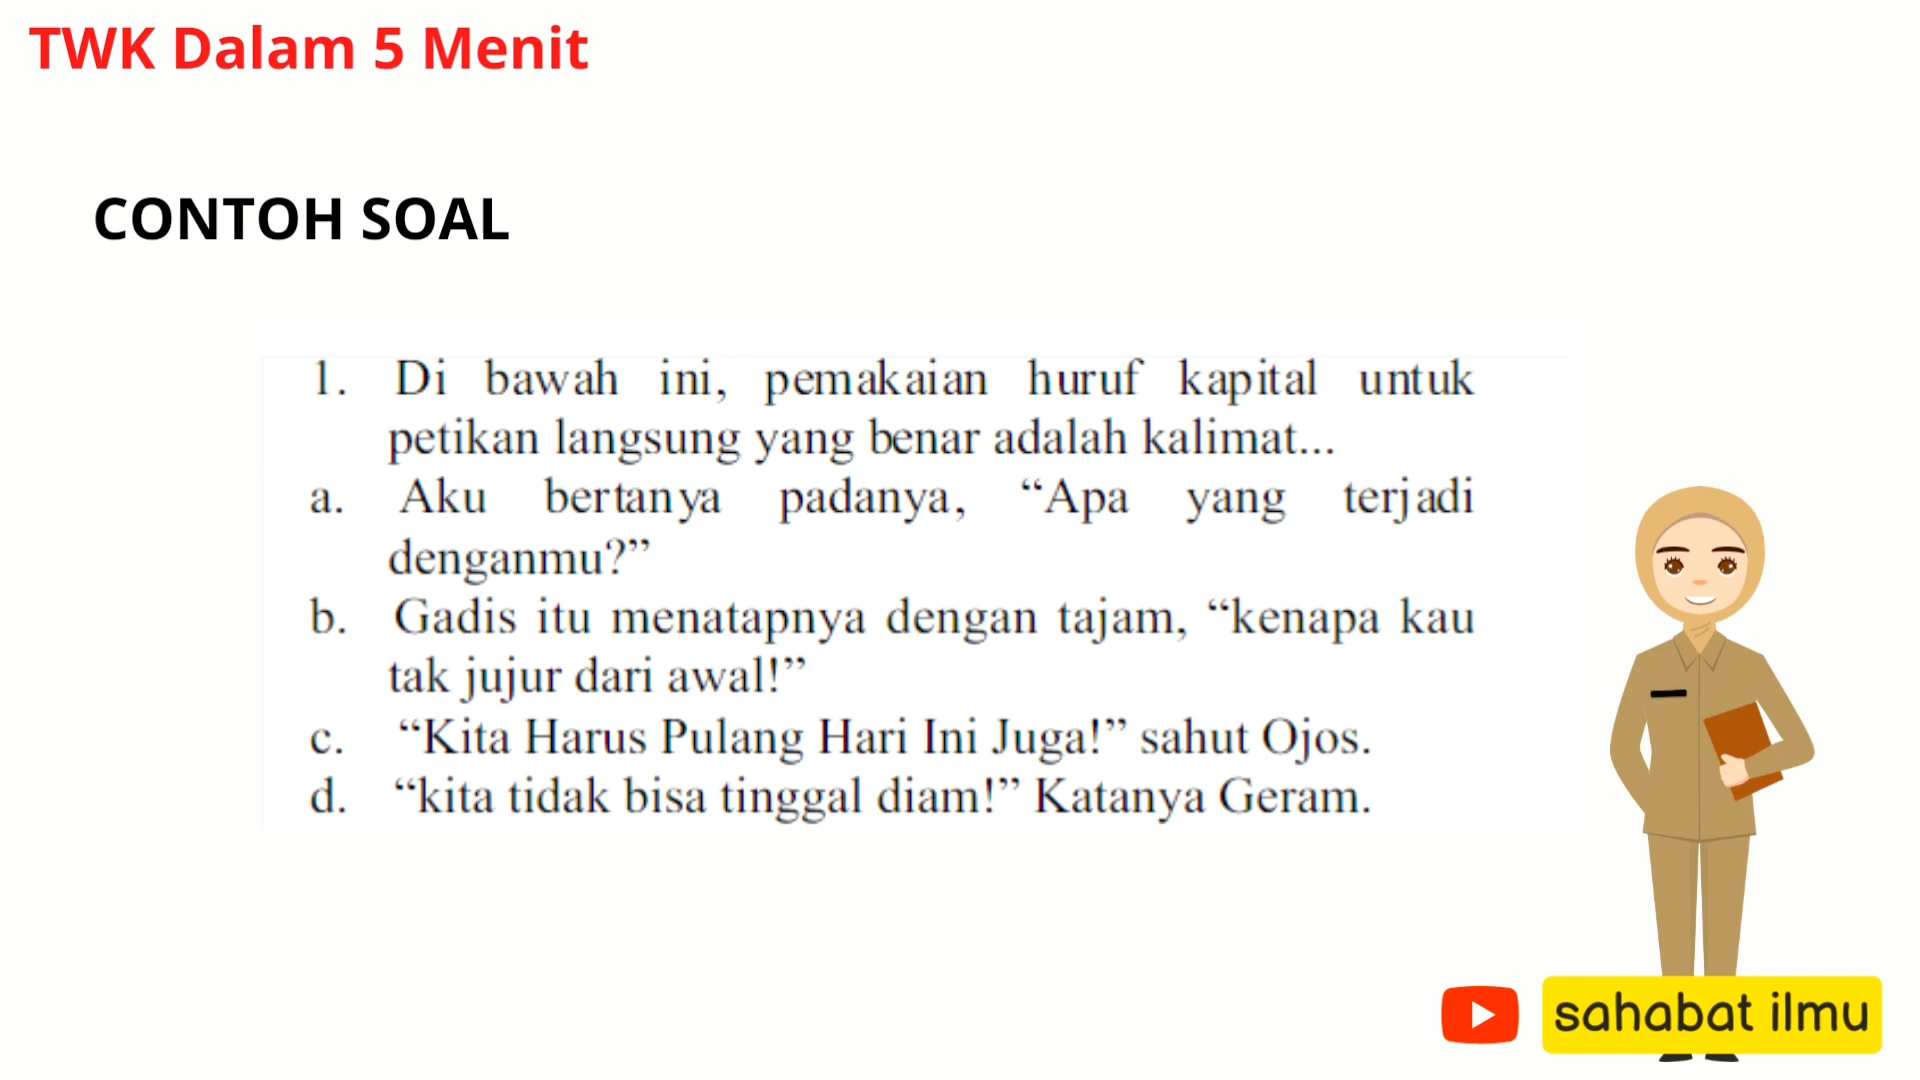 TWK Dalam 5 Menit
CONTOH SOAL
1. Di bawah ini, pemakaian huruf kapital untuk
petikan langsung yang benar adalah kalimat...
a. Aku bertanya padanya, “Apa yang terjadi
denganmu?”
b. Gadis itu menatapnya dengan tajam, “kenapa kau
tak jujur dari awal!”
c. “Kita Harus Pulang Hari Ini Juga!” sahut Ojos.
d. “kita tidak bisa tinggal diam!” Katanya Geram.
sahabat ilmu